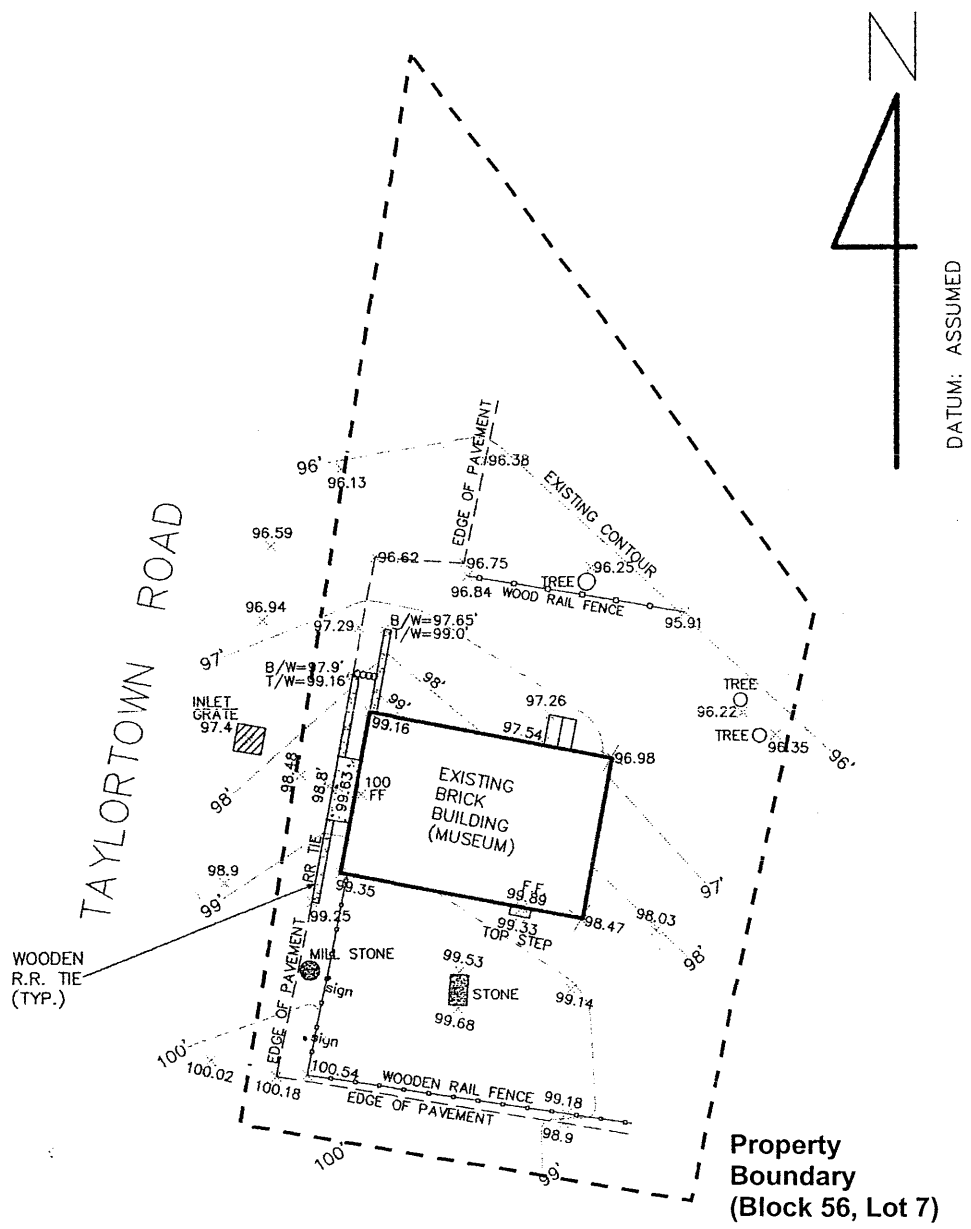 N
DATUM: ASSUMED
EDGE OF PAVEMENT
96'
96.13
96.38
EXISTING CONTOUR
96.59
96.62
96.75
96.25
TREE
96.84
WOOD RAIL FENCE
95.91
TAYLORTOWN ROAD
96.94
97.29
B/W=97.65'
T/W=99.0'
97'
B/W=97.9'
T/W=99.16'
98'
99'
TREE
96.22
TREE
96.35
96'
INLET
GRATE
97.4
99.16
97.26
97.54
96.98
98.48
98.8'
99.63
100
FF
EXISTING
BRICK
BUILDING
(MUSEUM)
98'
97'
98.9
99'
RR TIE
99.35
F.F.
99.89
99.33
TOP STEP
98.47
98.03
98'
99.25
WOODEN
R.R. TIE
(TYP.)
EDGE OF PAVEMENT
MILL STONE
sign
99.53
STONE
99.68
99.14
sign
100'
100.02
100.18
100.54
WOODEN RAIL FENCE
99.18
EDGE OF PAVEMENT
98.9
100'
99'
Property
Boundary
(Block 56, Lot 7)